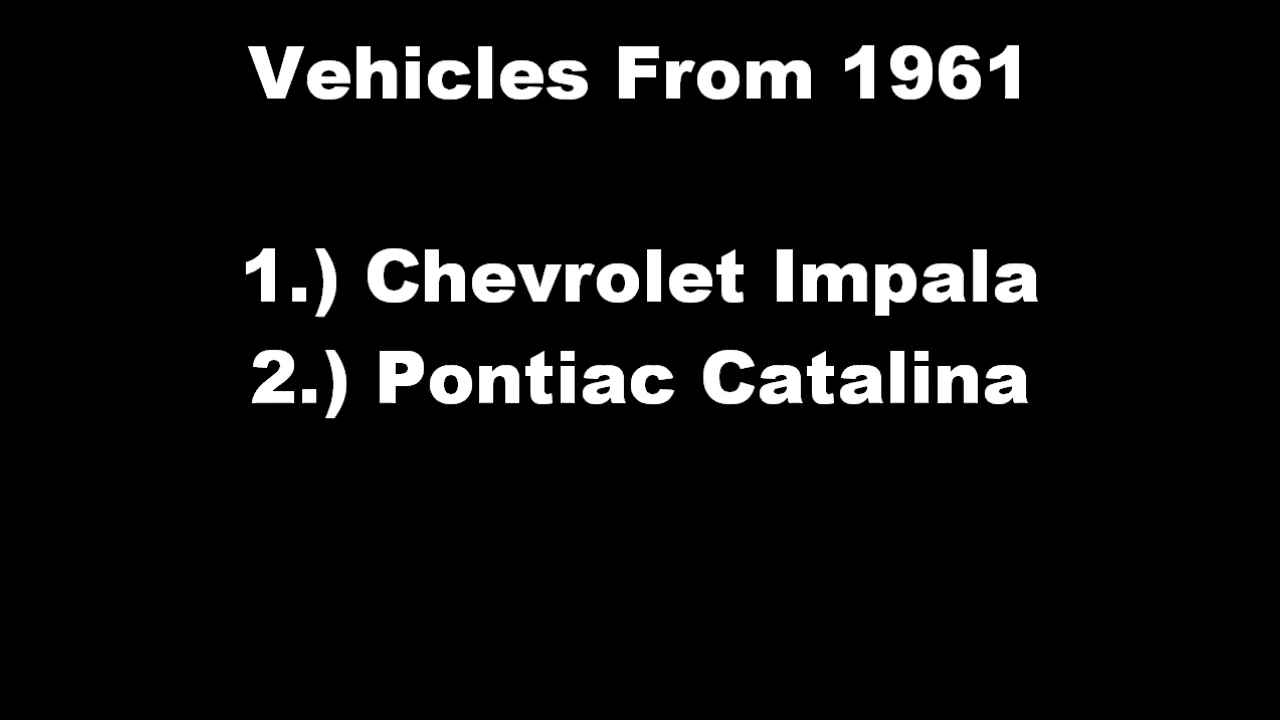 Vehicles From 1961
1.) Chevrolet Impala
2.) Pontiac Catalina